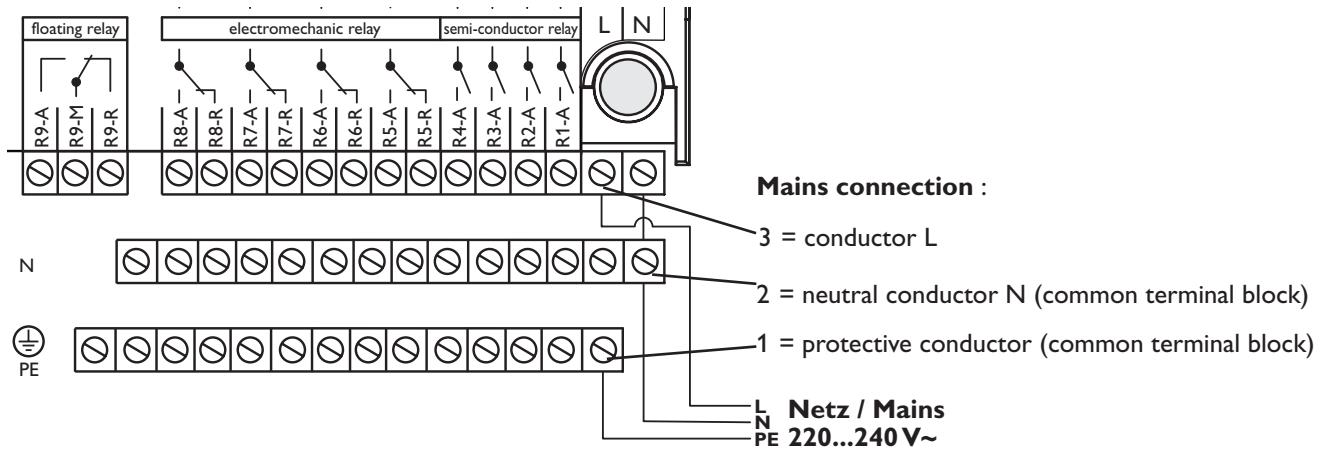 floating relay electromechanic relay semi-conductor relay L N
R9-A R9-M R9-R R8-A R8-R R7-A R7-R R6-A R6-R R5-A R5-R R4-A R3-A R2-A R1-A
Mains connection :
3 = conductor L
N
2 = neutral conductor N (common terminal block)
PE
1 = protective conductor (common terminal block)
L Netz / Mains
N
PE 220...240 V~